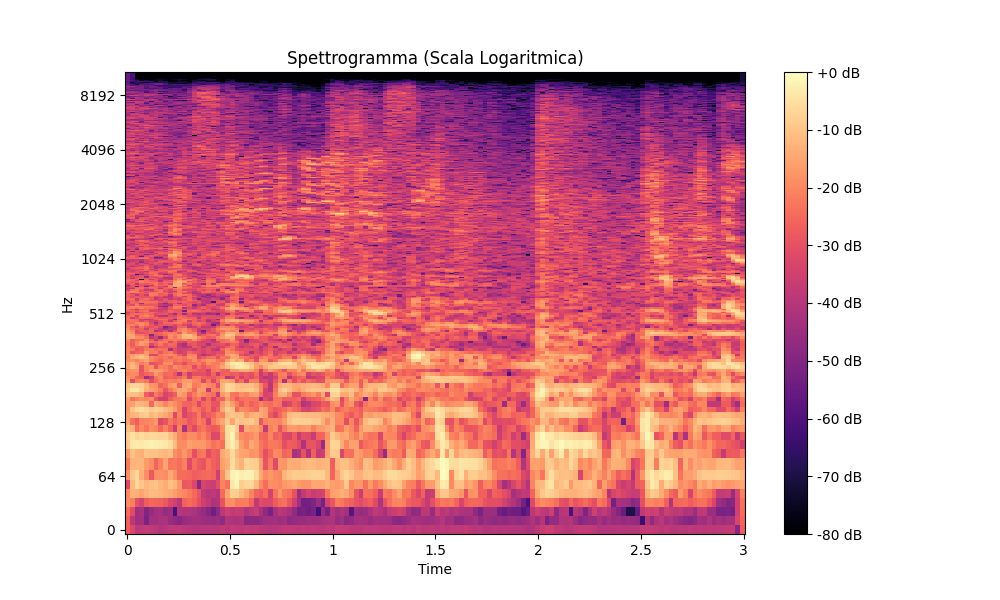 Spettrogramma (Scala Logaritmica)
Hz
8192
4096
2048
1024
512
256
128
64
0
0 0.5 1 1.5 2 2.5 3
Time
+0 dB
-10 dB
-20 dB
-30 dB
-40 dB
-50 dB
-60 dB
-70 dB
-80 dB